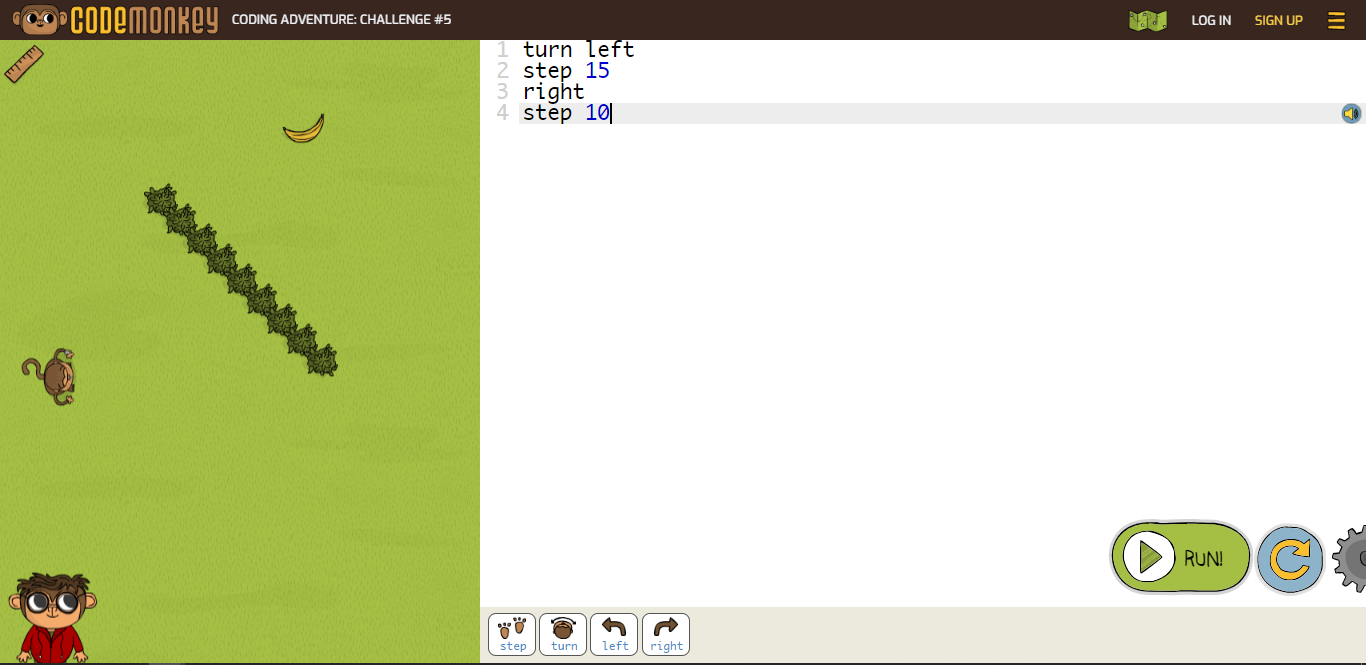 CODEMONKEY CODING ADVENTURE: CHALLENGE #5 LOG IN SIGN UP
1 turn left
2 step 15
3 right
4 step 10
RUN!
step turn left right